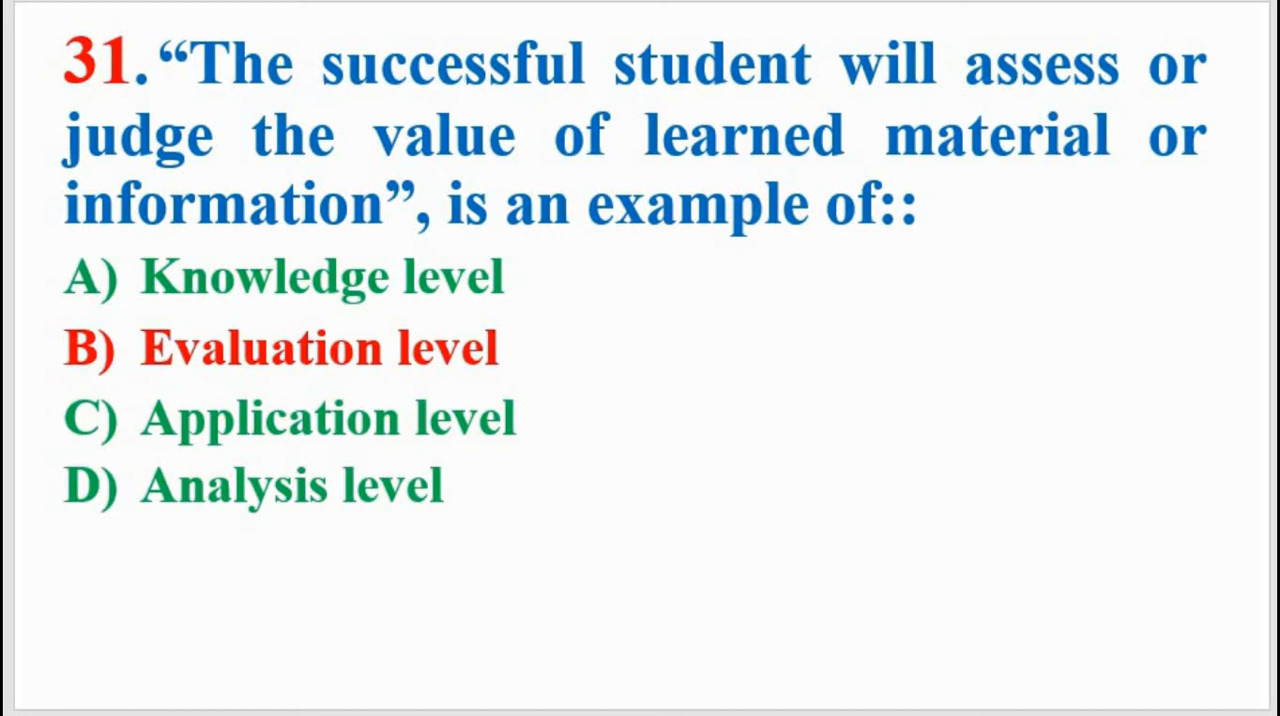 31. “The successful student will assess or
judge the value of learned material or
information”, is an example of::
A) Knowledge level
B) Evaluation level
C) Application level
D) Analysis level